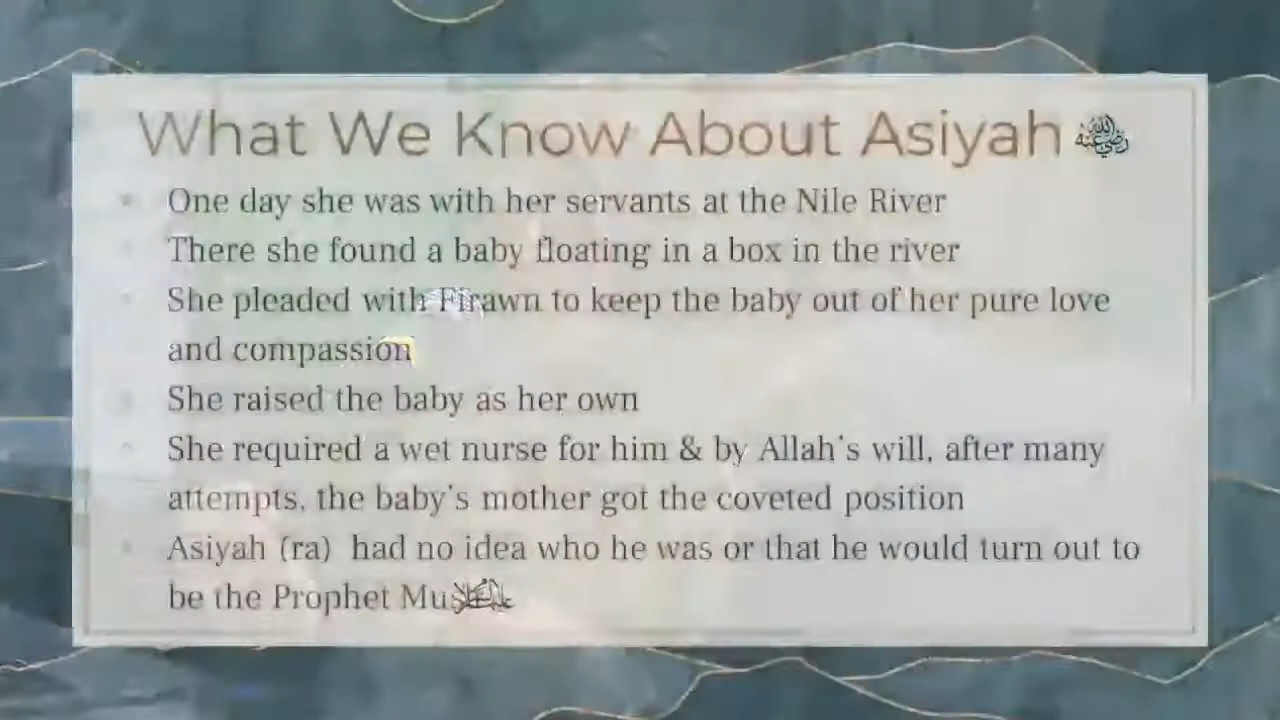 What We Know About Asiyah رضي الله عنه
One day she was with her servants at the Nile River
There she found a baby floating in a box in the river
She pleaded with Firawn to keep the baby out of her pure love
and compassion
She raised the baby as her own
She required a wet nurse for him & by Allah's will, after many
attempts, the baby's mother got the coveted position
Asiyah (ra) had no idea who he was or that he would turn out to
be the Prophet